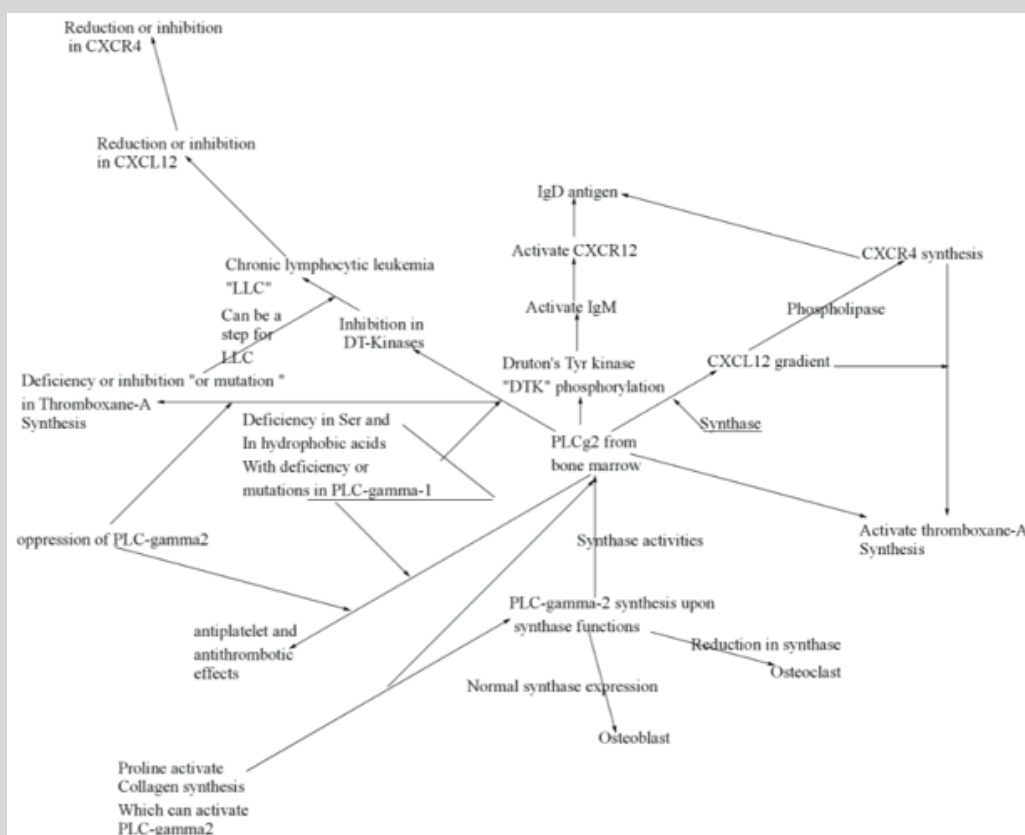 Reduction or inhibition
in CXCR4
Reduction or inhibition
in CXCL12
IgD antigen
Activate CXCR12
CXCR4 synthesis
Chronic lymphocytic leukemia
"LLC"
Can be a
step for
LLC
Inhibition in
DT-Kinases
Activate IgM
Phospholipase
CXCL12 gradient
Druton's Tyr kinase
"DTK" phosphorylation
Deficiency or inhibition "or mutation "
in Thromboxane-A
Synthesis
Synthase
Deficiency in Ser and
In hydrophobic acids
With deficiency or
mutations in PLC-gamma-1
PLCg2 from
bone marrow
oppression of PLC-gamma2
Synthase activities
Activate thromboxane-A
Synthesis
PLC-gamma-2 synthesis upon
synthase functions
antiplatelet and
antithrombotic
effects
Reduction in synthase
Osteoclast
Normal synthase expression
Osteoblast
Proline activate
Collagen synthesis
Which can activate
PLC-gamma2